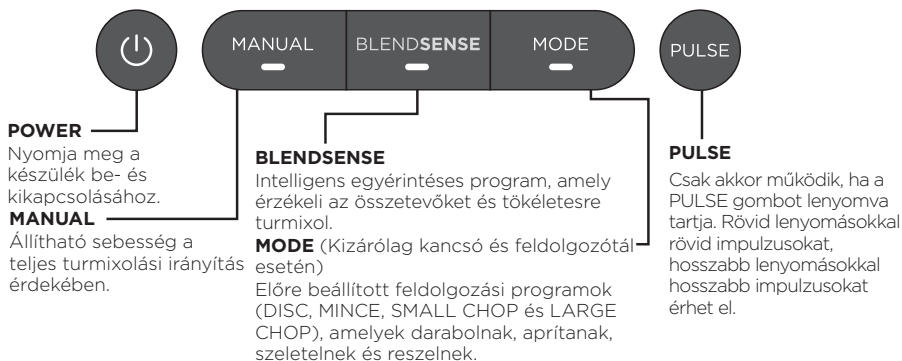 MANUAL
BLENDSENSE
MODE
PULSE
POWER
Nyomja meg a
készülék be- és
kikapcsolásához.
MANUAL
Állítható sebesség a
teljes turmixolási irányítás
érdekében.
BLENDSENSE
Intelligens egyérintéses program, amely
érzékeli az összetevőket és tökéletesre
turmixol.
MODE (Kizárólag kancsó és feldolgozótál
esetén)
Előre beállított feldolgozási programok
(DISC, MINCE, SMALL CHOP és LARGE
CHOP), amelyek darabolnak, aprítanak,
szeletelnek és reszelnek.
PULSE
Csak akkor működik, ha a
PULSE gombot lenyomva
tartja. Rövid lenyomásokkal
rövid impulzusokat,
hosszabb lenyomásokkal
hosszabb impulzusokat
érhet el.